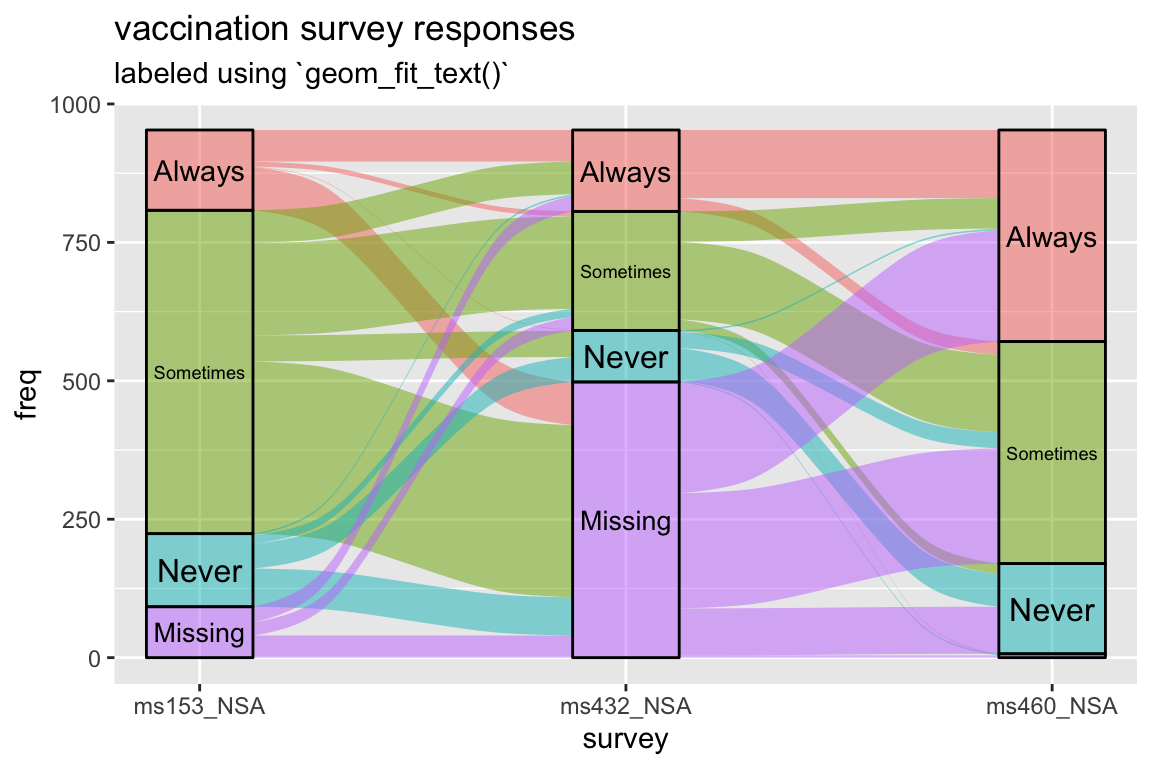 vaccination survey responses
labeled using `geom_fit_text()`
freq
1000
750
500
250
0
Always
Sometimes
Never
Missing
Always
Sometimes
Never
Missing
Always
Sometimes
Never
ms153_NSA
ms432_NSA
ms460_NSA
survey